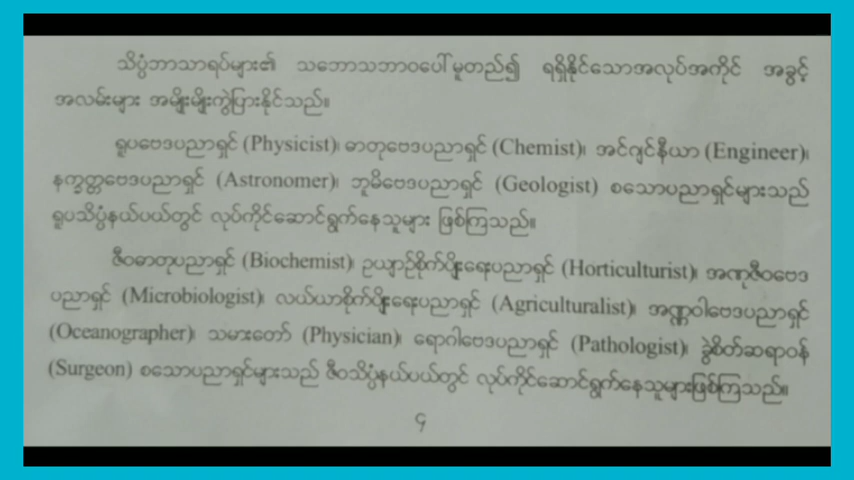 သိပ္ပံဘာသာရပ်များ၏ သဘောသဘာဝပေါ်မူတည်၍ ရရှိနိုင်သောအလုပ်အကိုင် အခွင့်
အလမ်းများ အမျိုးမျိုးကွဲပြားနိုင်သည်။
ရူပဗေဒပညာရှင် (Physicist)၊ ဓာတုဗေဒပညာရှင် (Chemist)၊ အင်ဂျင်နီယာ (Engineer)၊
နက္ခတ္တဗေဒပညာရှင် (Astronomer)၊ ဘူမိဗေဒပညာရှင် (Geologist) စသောပညာရှင်များသည်
ရူပသိပ္ပံနယ်ပယ်တွင် လုပ်ကိုင်ဆောင်ရွက်နေသူများ ဖြစ်ကြသည်။
ဇီဝဓာတုပညာရှင် (Biochemist)၊ ဥယျာဉ်စိုက်ပျိုးရေးပညာရှင် (Horticulturist)၊ အဏုဇီဝဗေဒ
ပညာရှင် (Microbiologist)၊ လယ်ယာစိုက်ပျိုးရေးပညာရှင် (Agriculturalist)၊ အဏ္ဏဝါဗေဒပညာရှင်
(Oceanographer)၊ သမားတော် (Physician)၊ ရောဂါဗေဒပညာရှင် (Pathologist)၊ ခွဲစိတ်ဆရာဝန်
(Surgeon) စသောပညာရှင်များသည် ဇီဝသိပ္ပံနယ်ပယ်တွင် လုပ်ကိုင်ဆောင်ရွက်နေသူများဖြစ်ကြသည်။
၄